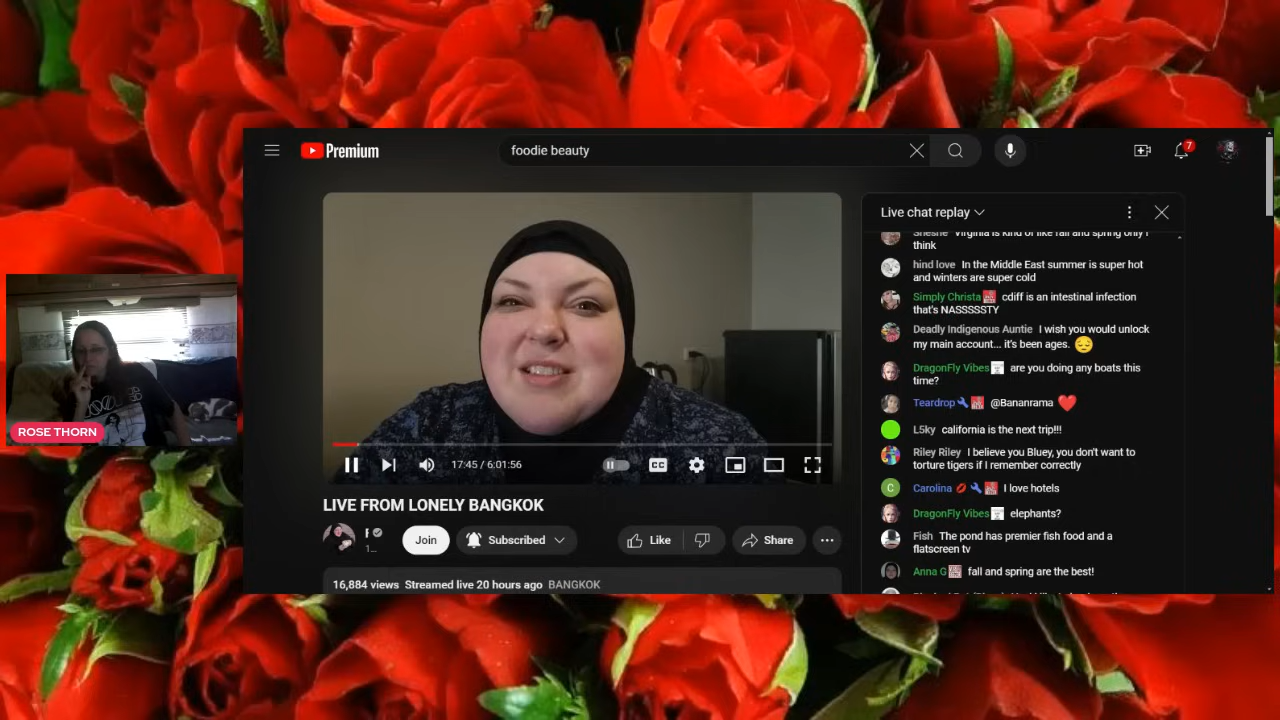 Premium
foodie beauty
7
Live chat replay
think
hind love In the Middle East summer is super hot
and winters are super cold
Simply Christa cdiff is an intestinal infection
that's NASSSSSTY
Deadly Indigenous Auntie I wish you would unlock
my main account... it's been ages.
DragonFly Vibes are you doing any boats this
time?
Teardrop @Bananrama
L5ky california is the next trip!!!
Riley Riley I believe you Bluey, you don't want to
torture tigers if I remember correctly
Carolina I love hotels
DragonFly Vibes elephants?
Fish The pond has premier fish food and a
flatscreen tv
Anna G fall and spring are the best!
ROSE THORN
17:45 / 6:01:56
CC
LIVE FROM LONELY BANGKOK
Join
Subscribed
Like
Share
16,884 views Streamed live 20 hours ago BANGKOK